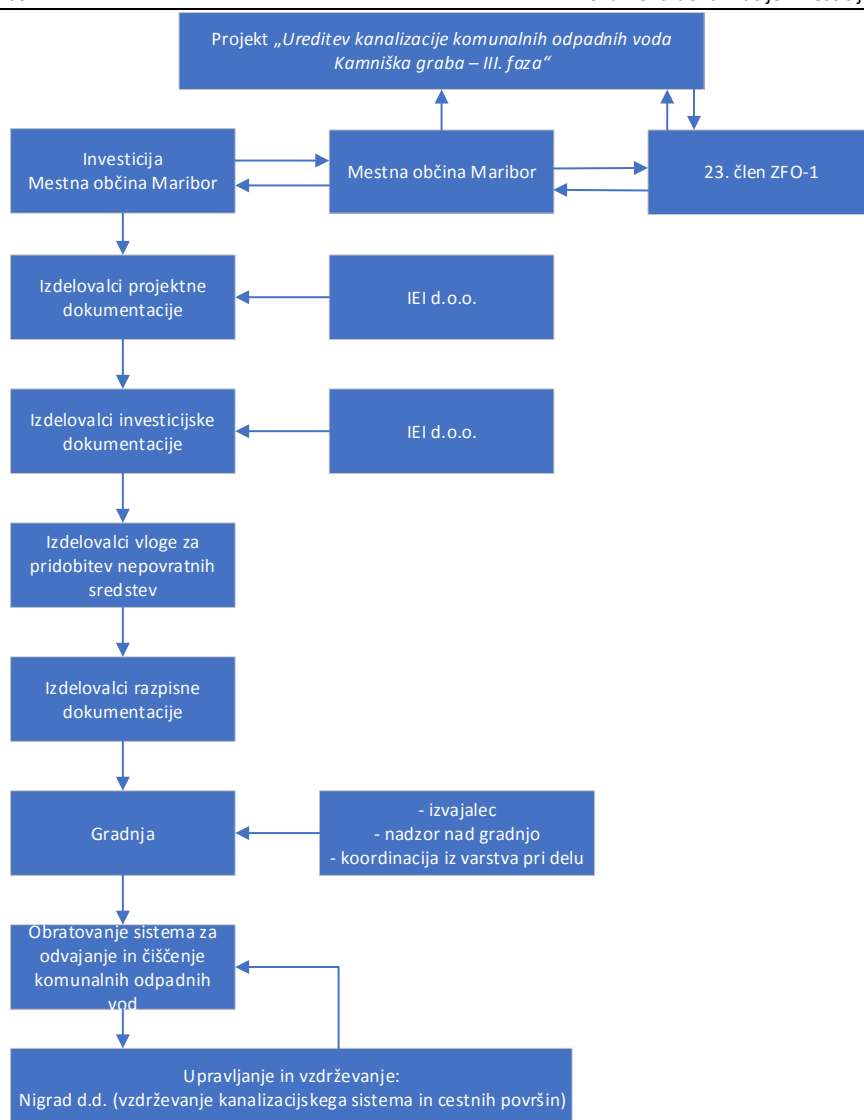 Projekt „Ureditev kanalizacije komunalnih odpadnih voda
Kamniška graba – III. faza“
Investicija
Mestna občina Maribor
Mestna občina Maribor
23. člen ZFO-1
Izdelovalci projektne
dokumentacije
IEI d.o.o.
Izdelovalci investicijske
dokumentacije
IEI d.o.o.
Izdelovalci vloge za
pridobitev nepovratnih
sredstev
Izdelovalci razpisne
dokumentacije
Gradnja
- izvajalec
- nadzor nad gradnjo
- koordinacija iz varstva pri delu
Obratovanje sistema za
odvajanje in čiščenje
komunalnih odpadnih
vod
Upravljanje in vzdrževanje:
Nigrad d.d. (vzdrževanje kanalizacijskega sistema in cestnih površin)